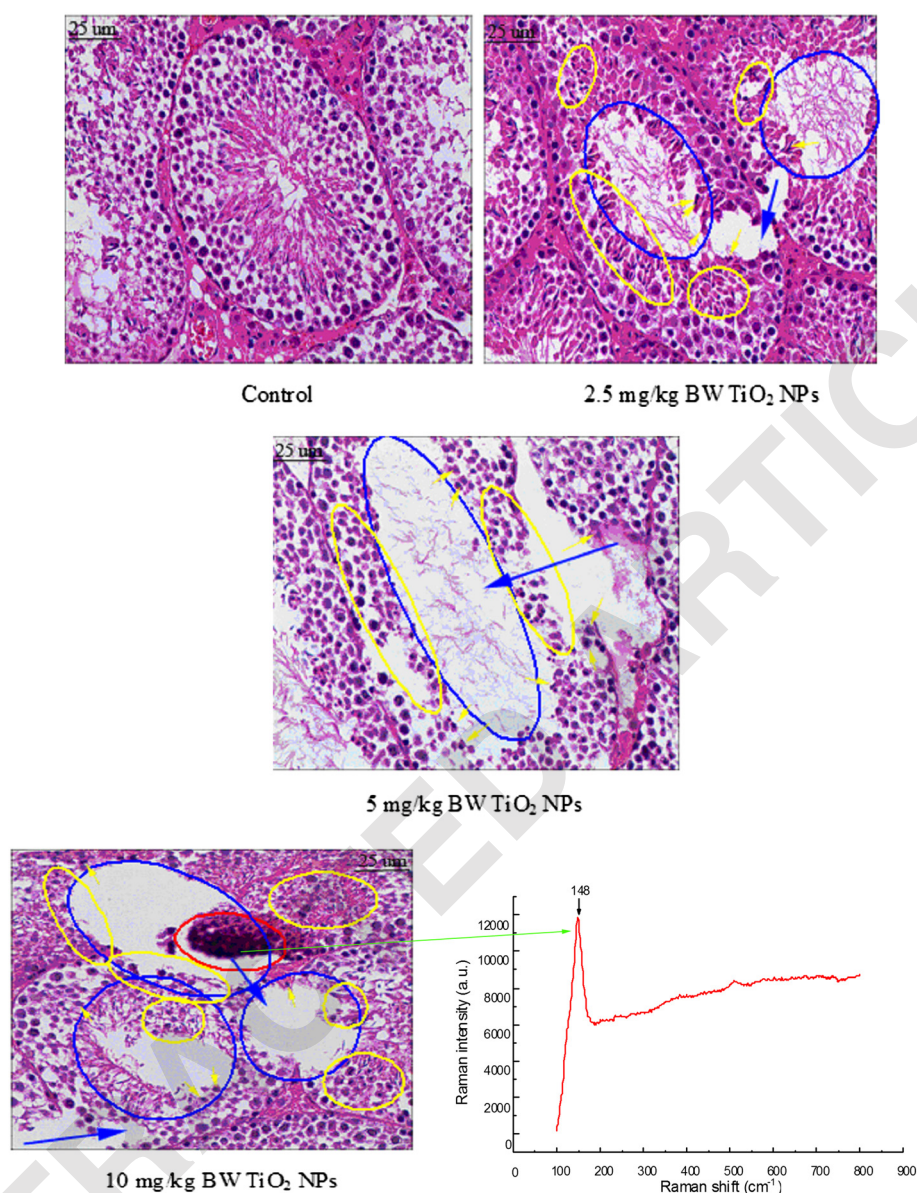 25 um
25 um
Control
2.5 mg/kg BW TiO₂ NPs
25 um
5 mg/kg BW TiO₂ NPs
25 um
10 mg/kg BW TiO₂ NPs
148
12000
10000
8000
6000
4000
2000
0
Raman intensity (a.u.)
0 100 200 300 400 500 600 700 800 900
Raman shift (cm⁻¹)